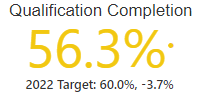 Qualification Completion
56.3%
2022 Target: 60.0%, -3.7%